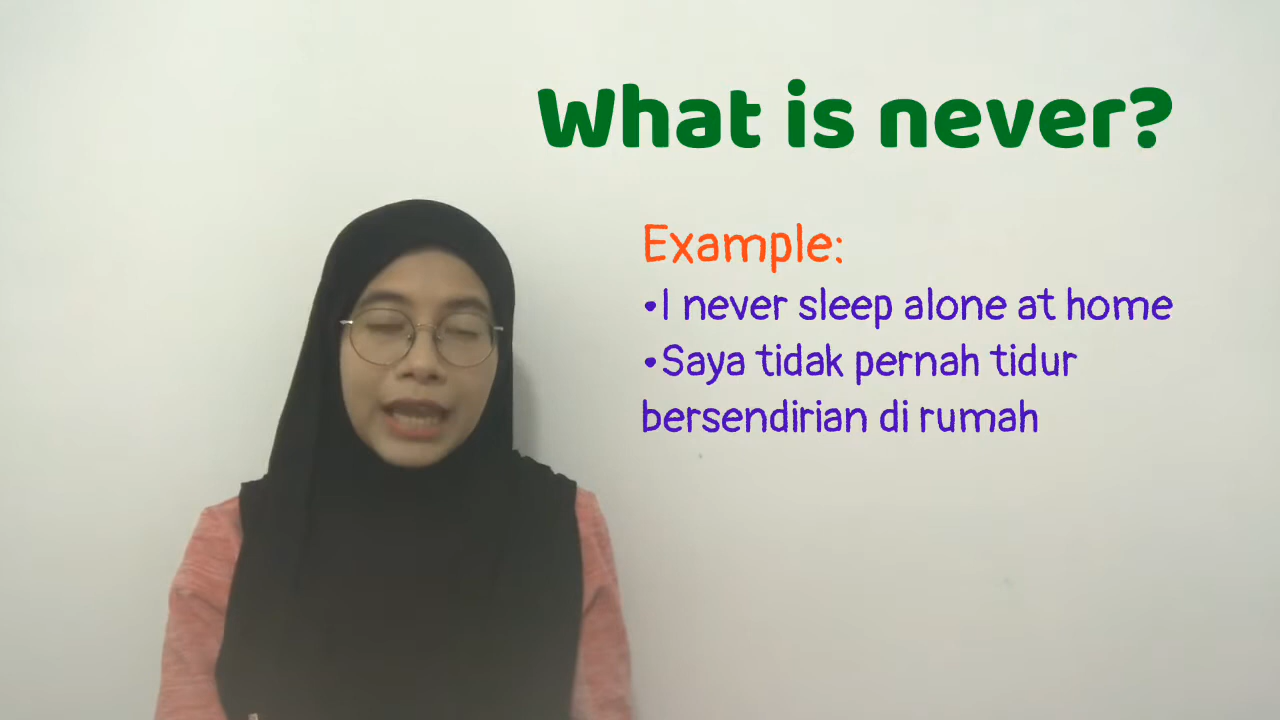 What is never?
Example:
•I never sleep alone at home
•Saya tidak pernah tidur
bersendirian di rumah